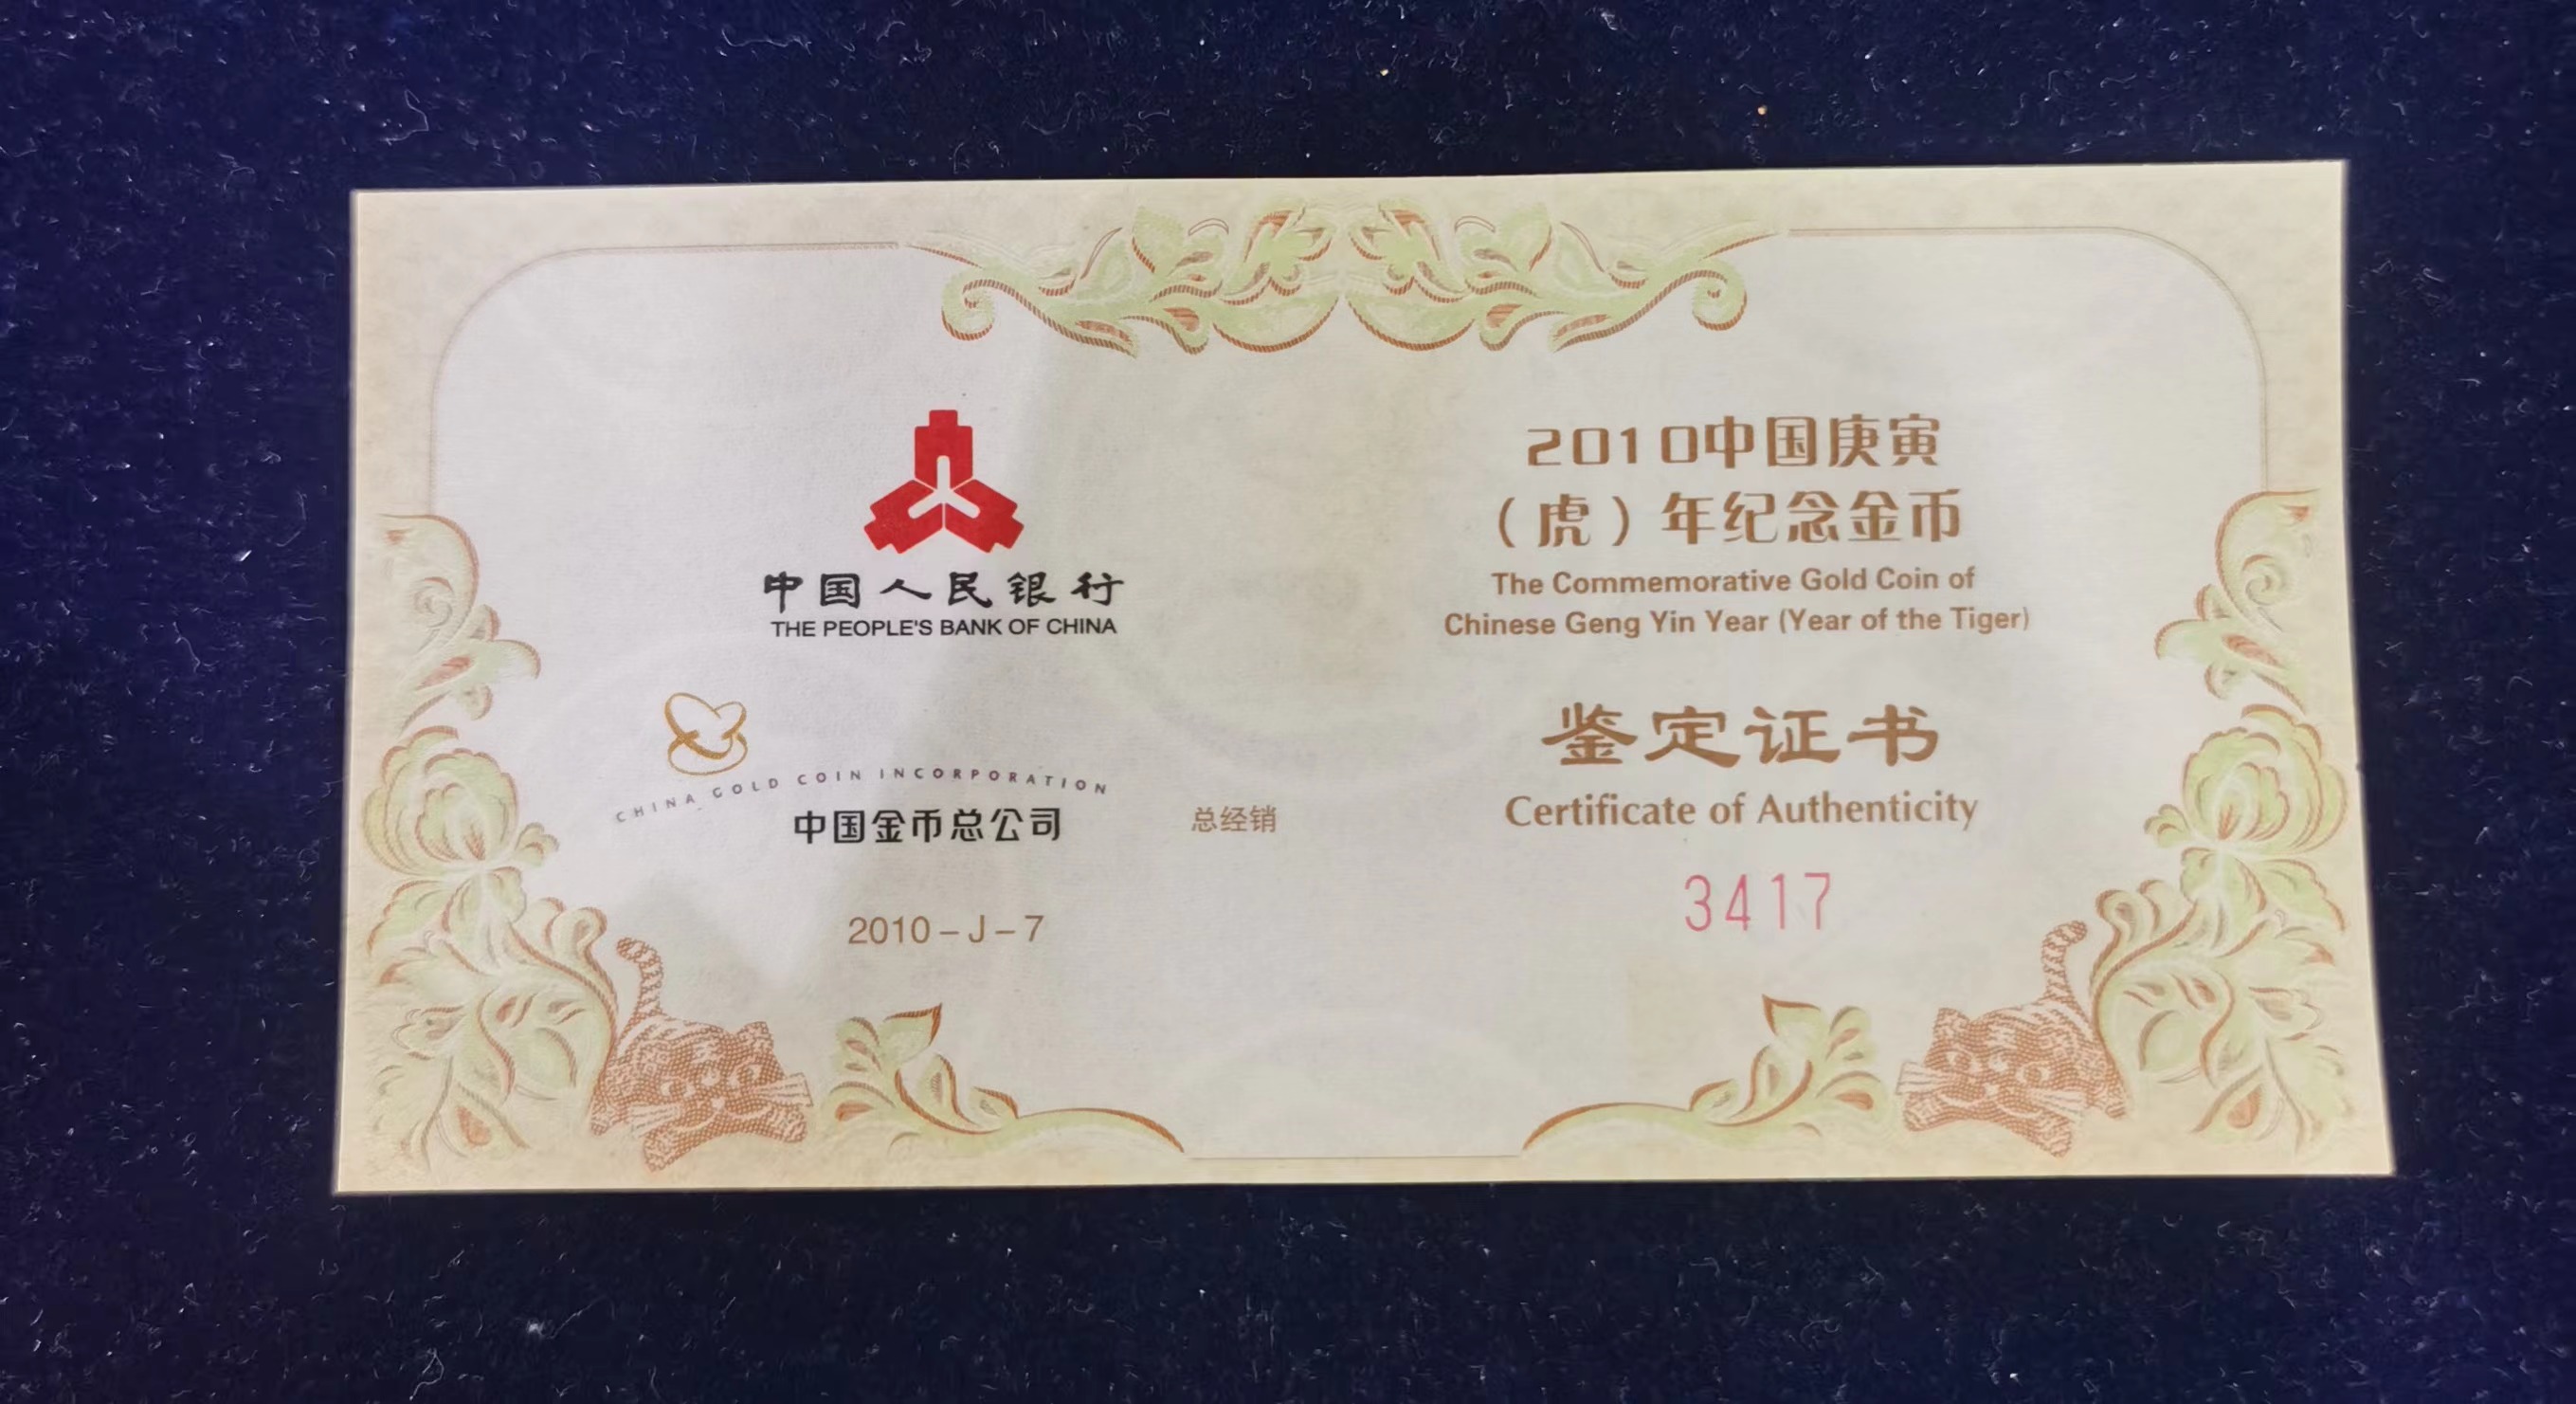 中国人民银行
THE PEOPLE'S BANK OF CHINA
CHINA GOLD COIN INCORPORATION
中国金币总公司
总经销
2010-J-7
2010中国庚寅
（虎）年纪念金币
The Commemorative Gold Coin of
Chinese Geng Yin Year (Year of the Tiger)
鉴定证书
Certificate of Authenticity
3417